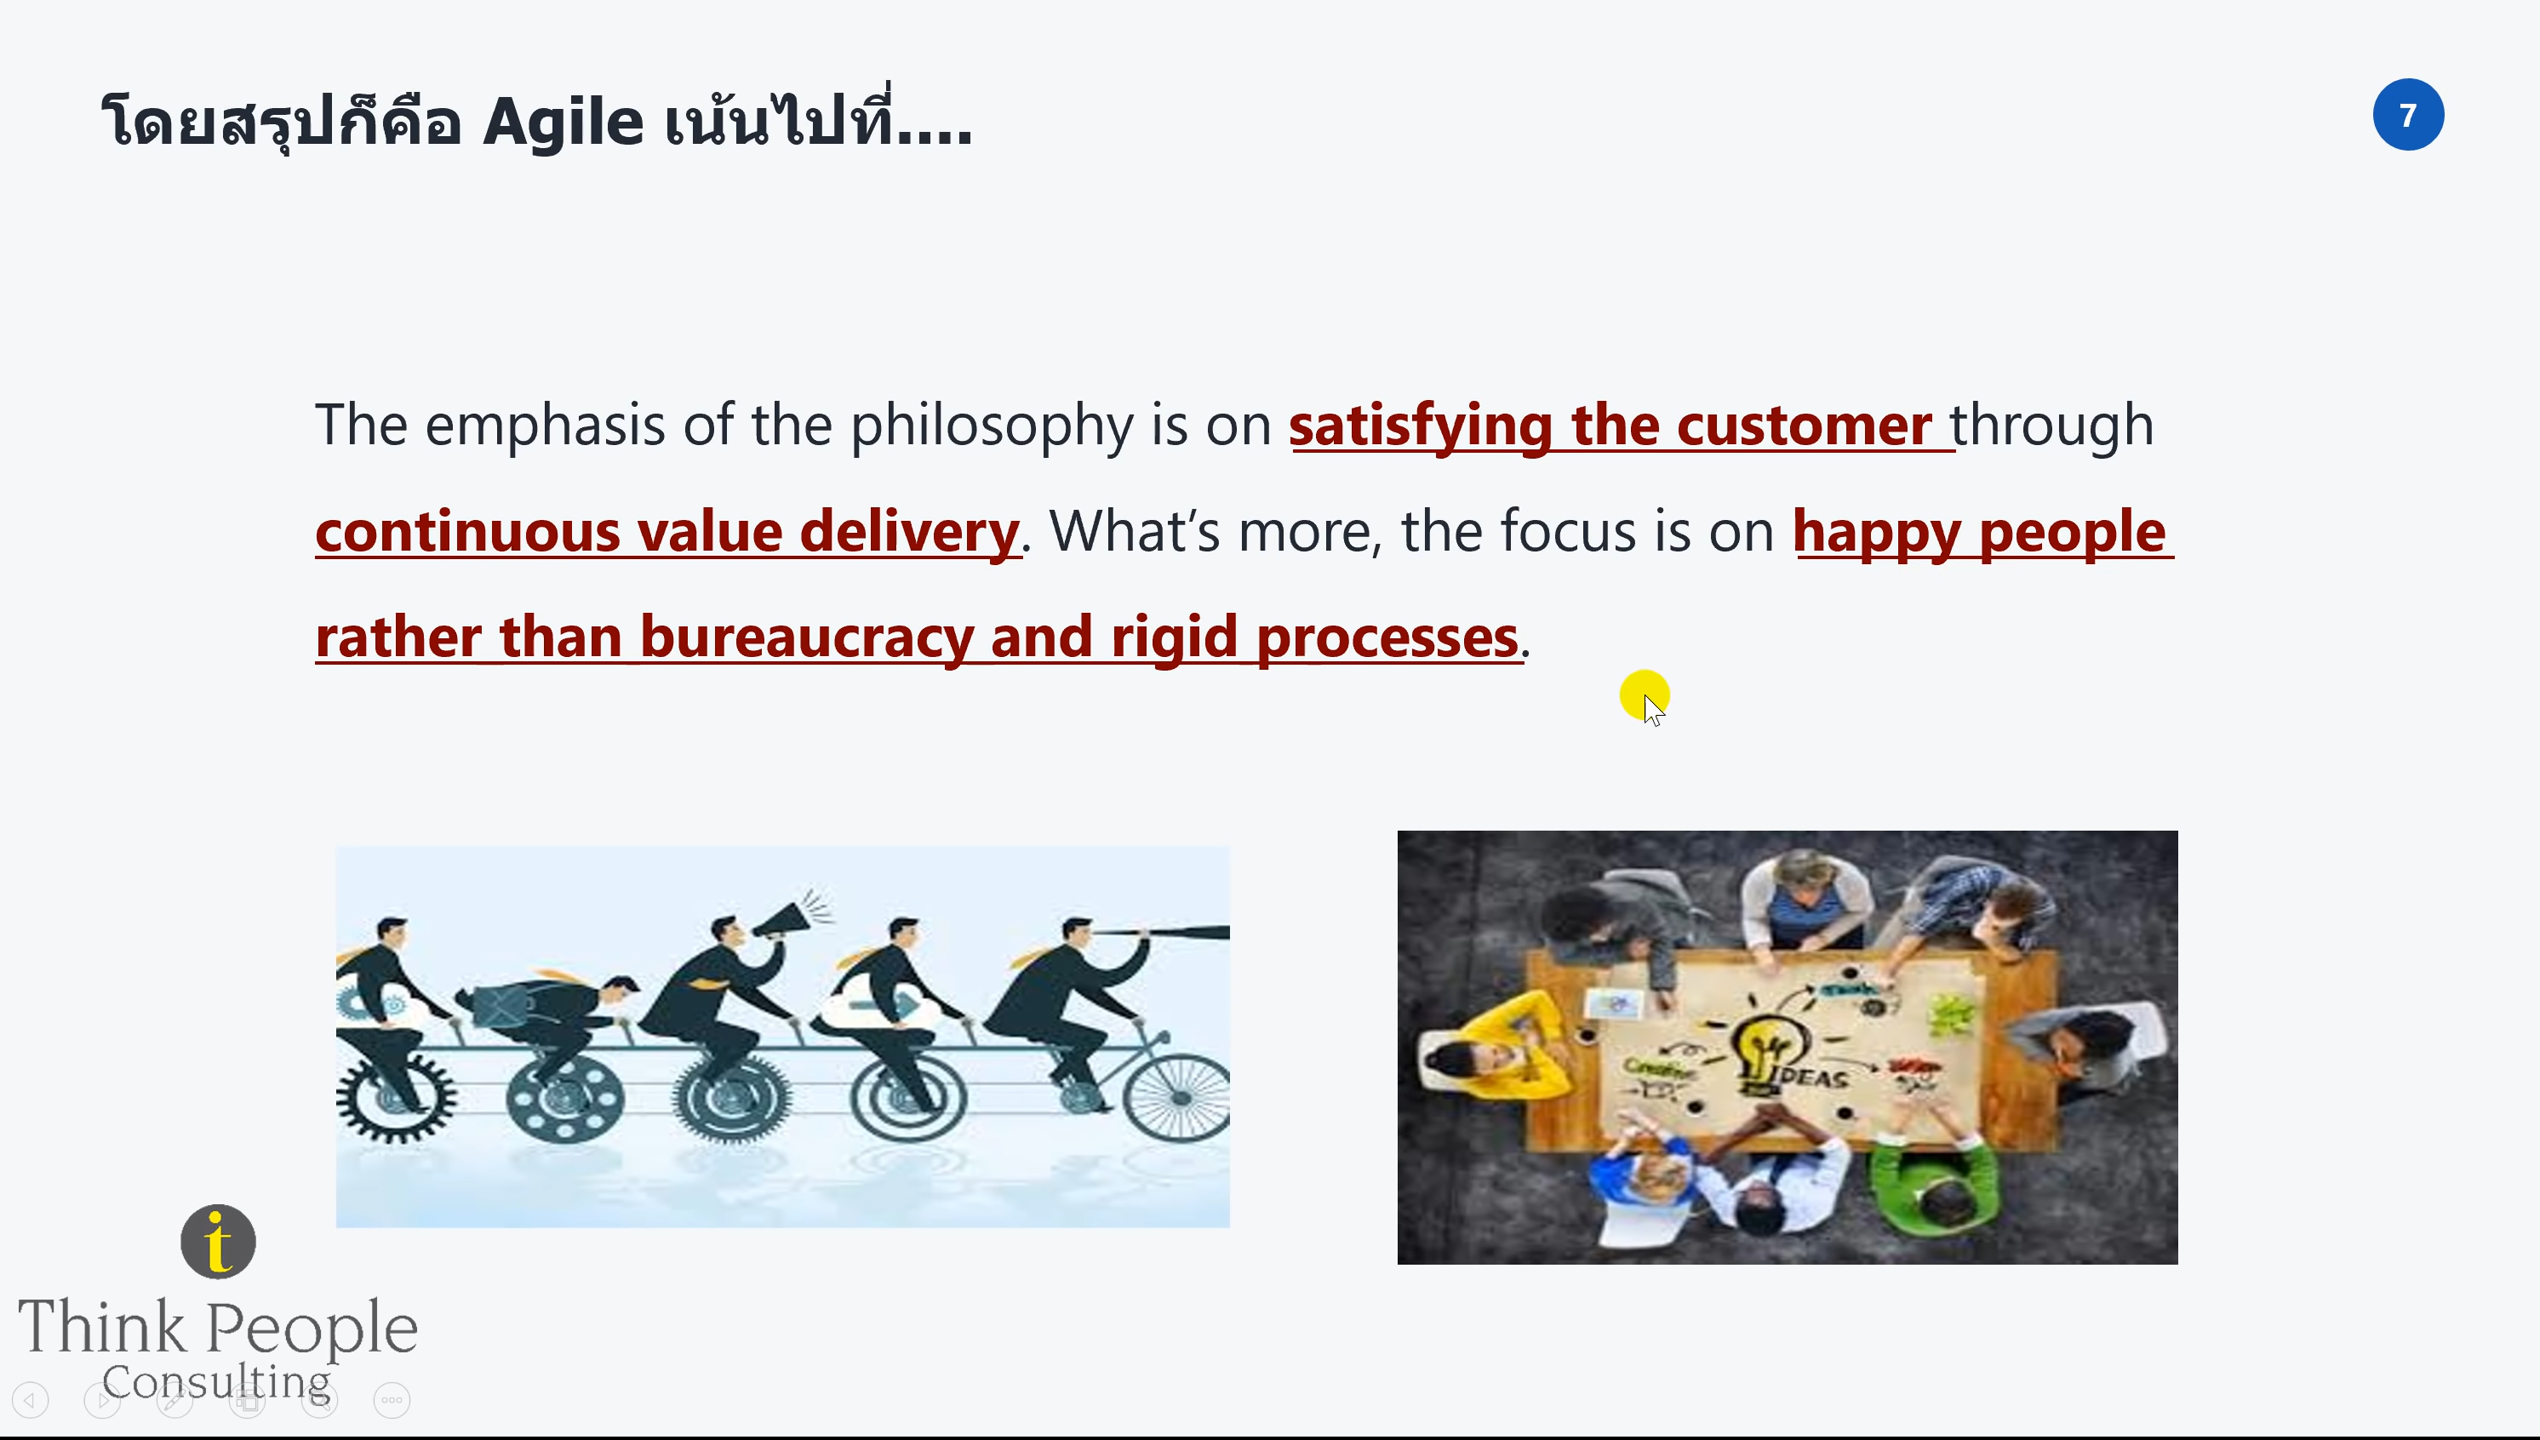 โดยสรุปก็คือ Agile เน้นไปที่....
7
The emphasis of the philosophy is on satisfying the customer through
continuous value delivery. What’s more, the focus is on happy people
rather than bureaucracy and rigid processes.
Think
Creative
IDEAS
i
Think People
Consulting